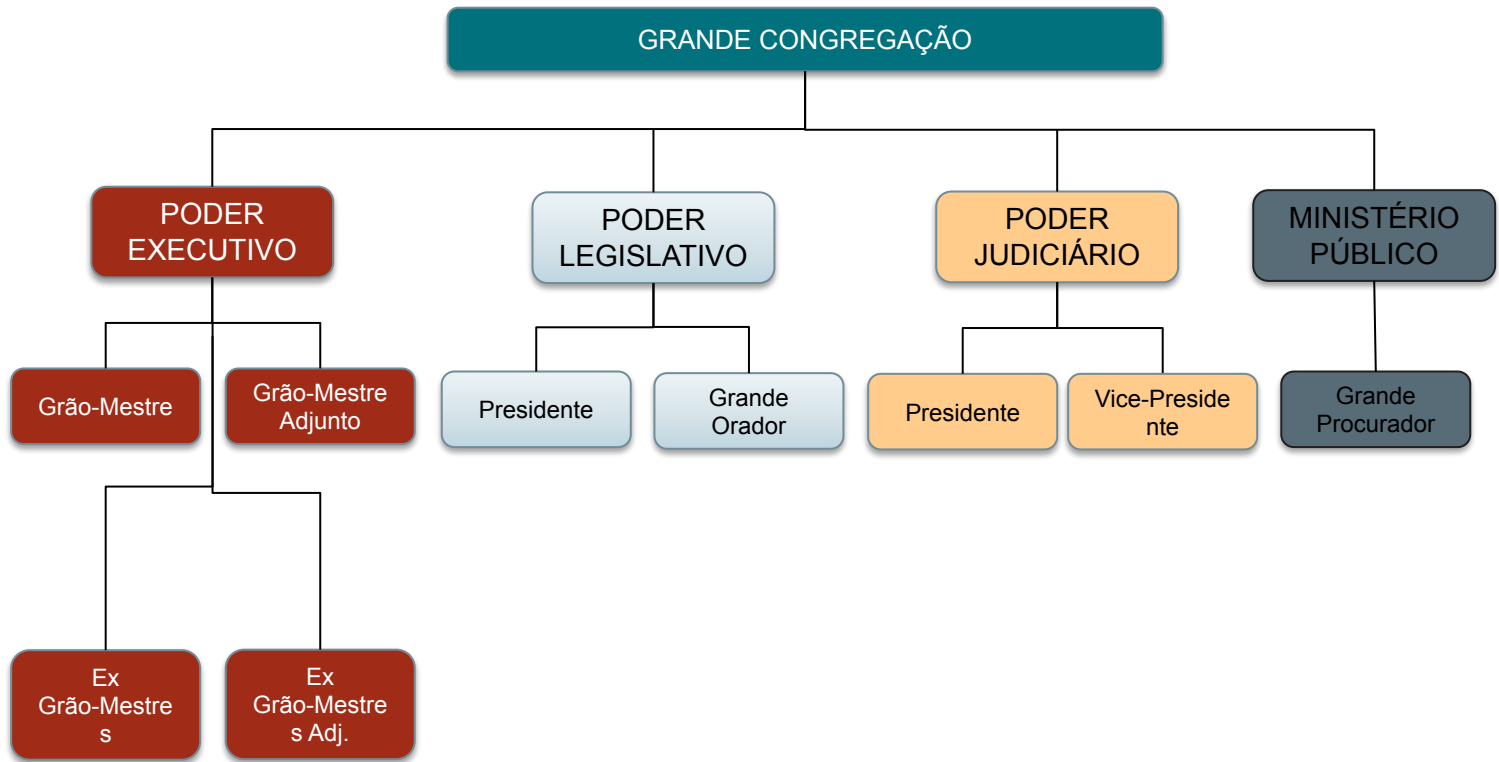 GRANDE CONGREGAÇÃO
PODER
EXECUTIVO
PODER
LEGISLATIVO
PODER
JUDICIÁRIO
MINISTÉRIO
PÚBLICO
Grão-Mestre
Grão-Mestre
Adjunto
Presidente
Grande
Orador
Presidente
Vice-Preside
nte
Grande
Procurador
Ex
Grão-Mestre
s
Ex
Grão-Mestre
s Adj.